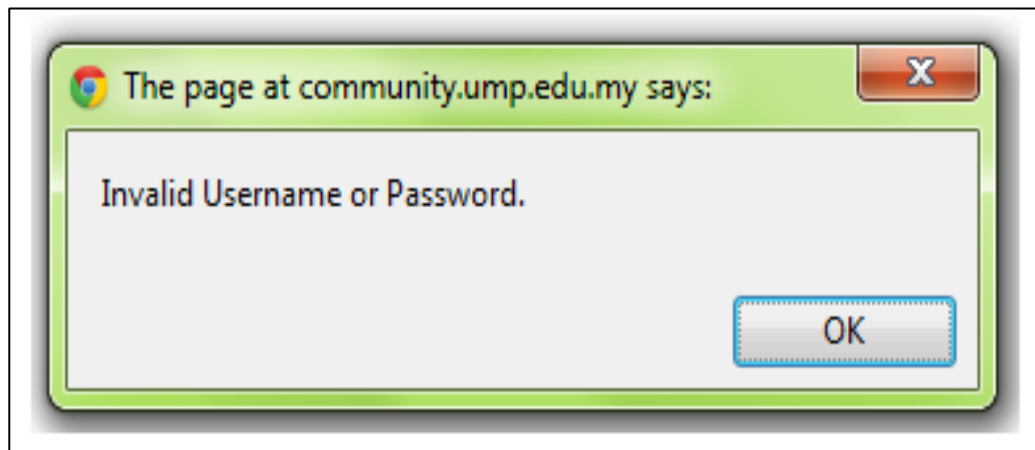 The page at community.ump.edu.my says:
X
Invalid Username or Password.
OK